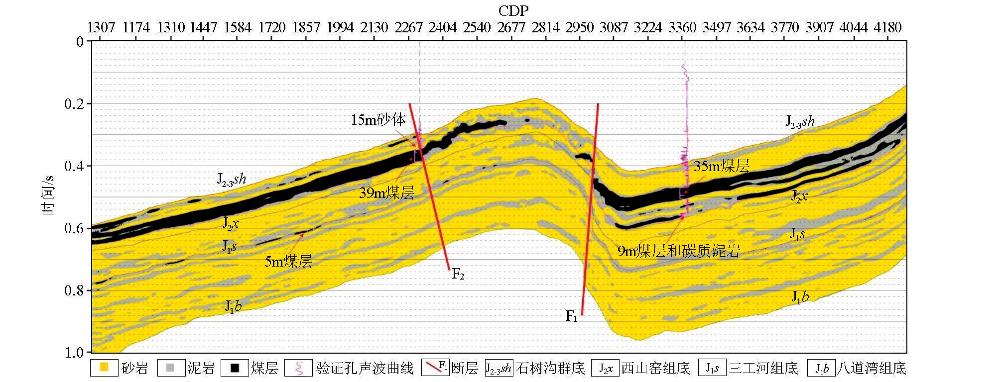 CDP
1307 1174 1310 1447 1584 1720 1857 1994 2130 2267 2404 2540 2677 2814 2950 3087 3224 3360 3497 3634 3770 3907 4044 4180
0
0.2
0.4
0.6
0.8
1.0
时间/s
15m砂体
J₂₋₃sh
J₂₋₃sh
35m煤层
39m煤层
J₂x
J₂x
J₁s
J₁s
9m煤层和碳质泥岩
5m煤层
F₂
J₁b
J₁b
F₁
砂岩 泥岩 煤层 验证孔声波曲线 F₁ 断层 J₂₋₃sh 石树沟群底 J₂x 西山窑组底 J₁s 三工河组底 J₁b 八道湾组底